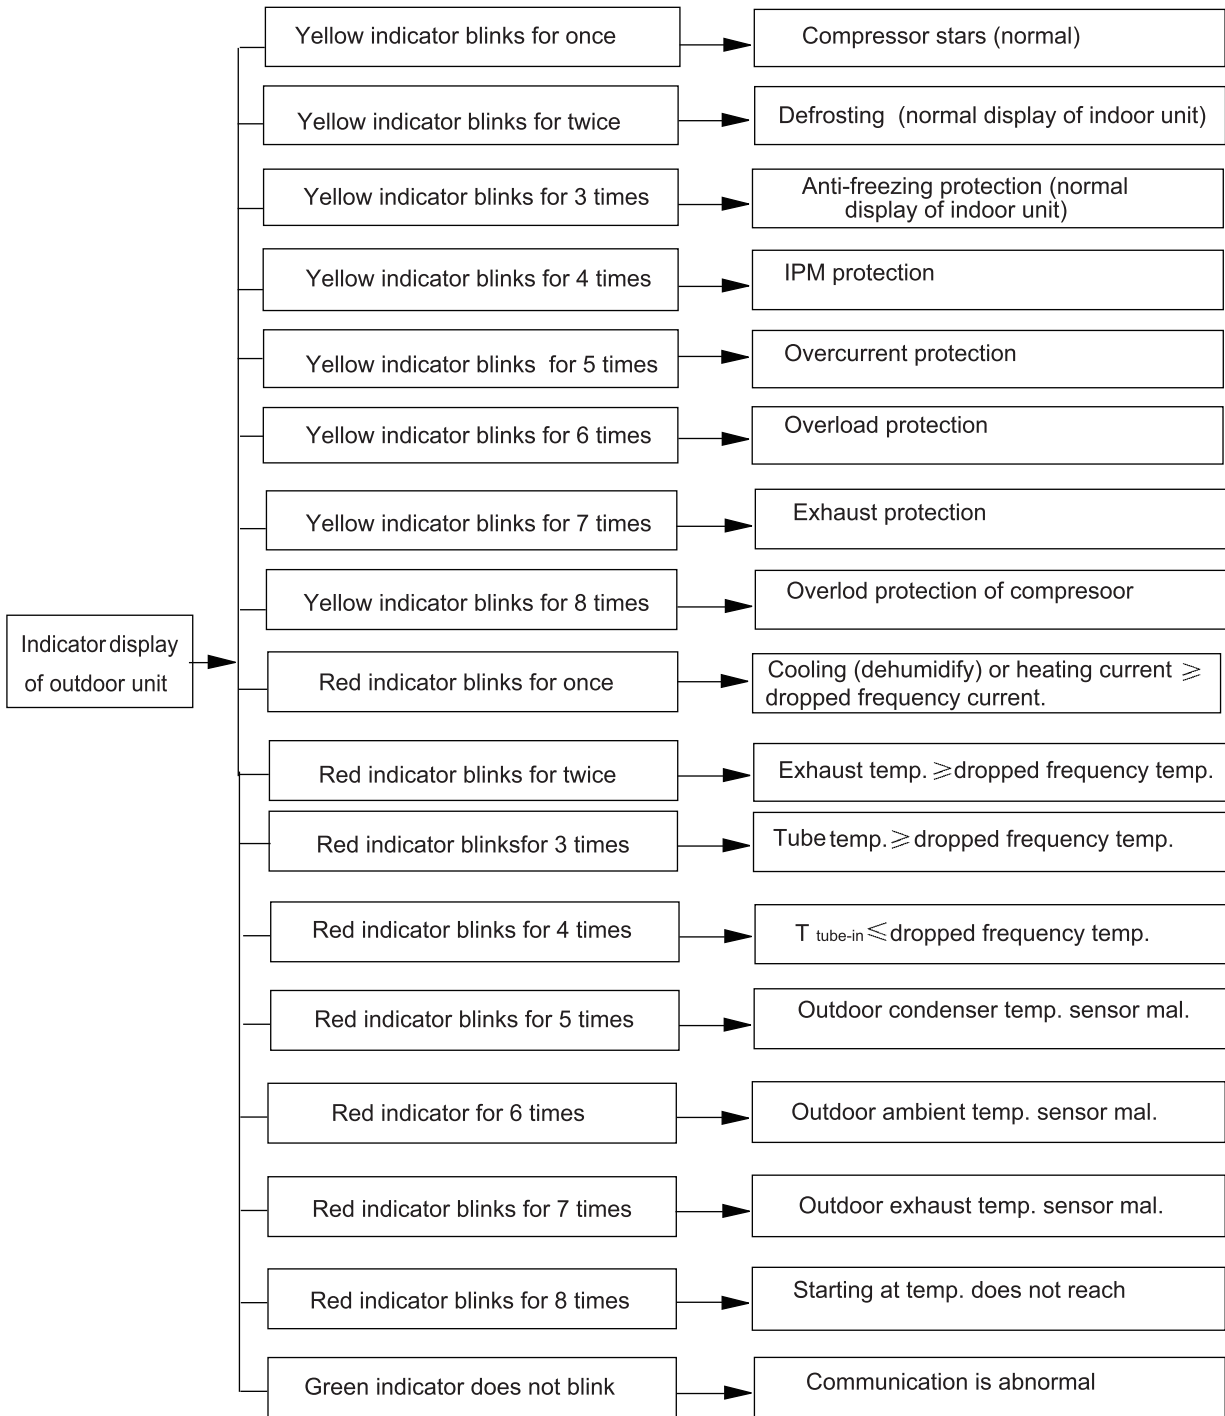 Yellow indicator blinks for once
Compressor stars (normal)
Yellow indicator blinks for twice
Defrosting (normal display of indoor unit)
Yellow indicator blinks for 3 times
Anti-freezing protection (normal
display of indoor unit)
Yellow indicator blinks for 4 times
IPM protection
Yellow indicator blinks for 5 times
Overcurrent protection
Yellow indicator blinks for 6 times
Overload protection
Yellow indicator blinks for 7 times
Exhaust protection
Yellow indicator blinks for 8 times
Overlod protection of compresoor
Indicator display
of outdoor unit
Red indicator blinks for once
Cooling (dehumidify) or heating current ⩾
dropped frequency current.
Red indicator blinks for twice
Exhaust temp. ⩾dropped frequency temp.
Red indicator blinksfor 3 times
Tube temp. ⩾ dropped frequency temp.
Red indicator blinks for 4 times
T tube-in ⩽ dropped frequency temp.
Red indicator blinks for 5 times
Outdoor condenser temp. sensor mal.
Red indicator for 6 times
Outdoor ambient temp. sensor mal.
Red indicator blinks for 7 times
Outdoor exhaust temp. sensor mal.
Red indicator blinks for 8 times
Starting at temp. does not reach
Green indicator does not blink
Communication is abnormal